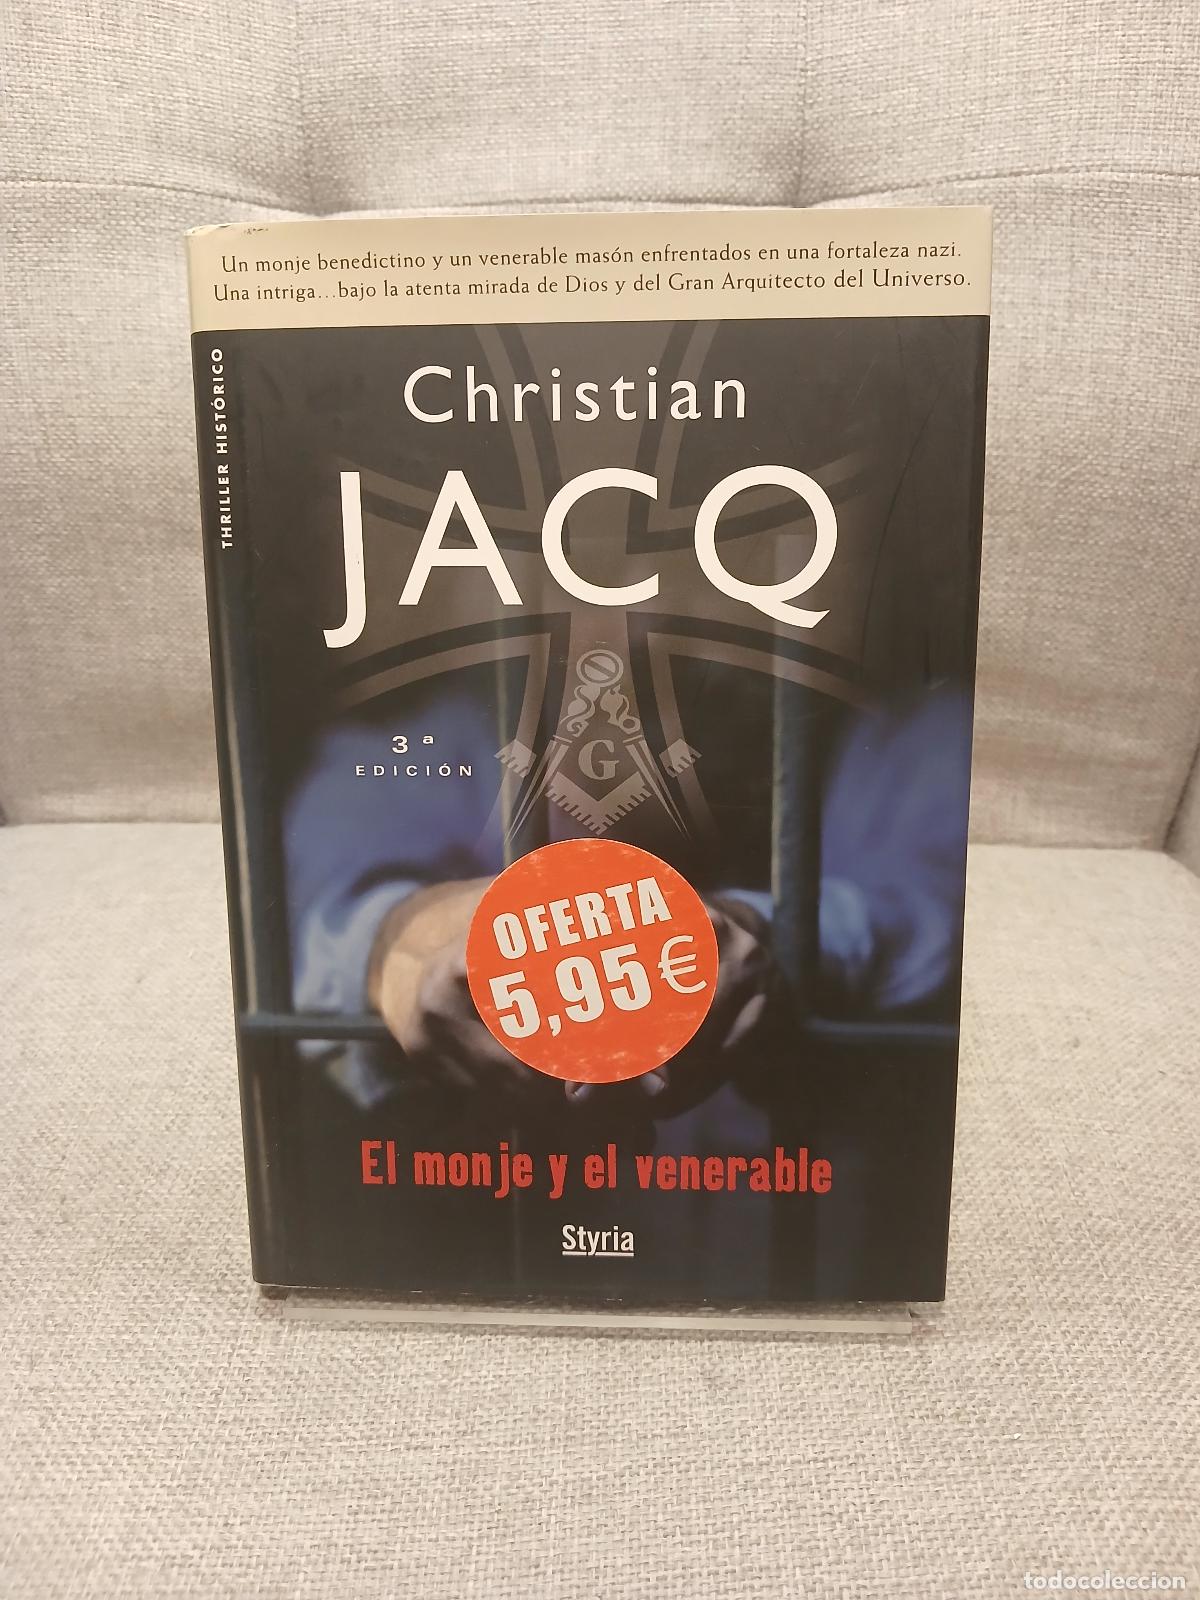 Un monje benedictino y un venerable masón enfrentados en una fortaleza nazi.
Una intriga...bajo la atenta mirada de Dios y del Gran Arquitecto del Universo.
THRILLER HISTÓRICO
Christian
JACQ
3ª
EDICIÓN
G
OFERTA
5,95€
El monje y el venerable
Styria
todocoleccion